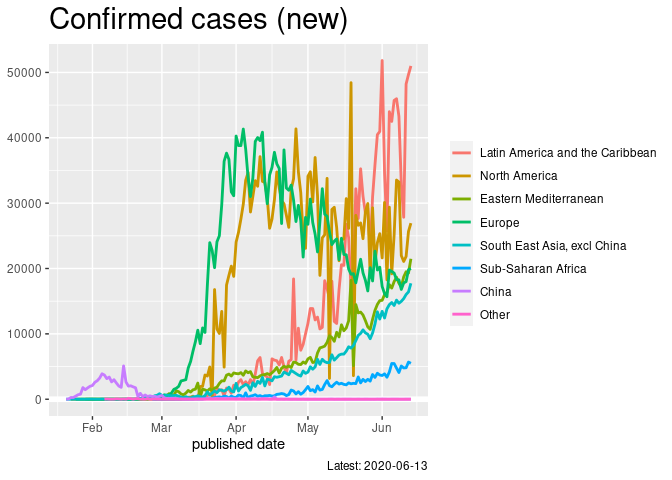 Confirmed cases (new)
50000
40000
30000
20000
10000
0
Feb
Mar
Apr
May
Jun
published date
Latin America and the Caribbean
North America
Eastern Mediterranean
Europe
South East Asia, excl China
Sub-Saharan Africa
China
Other
Latest: 2020-06-13